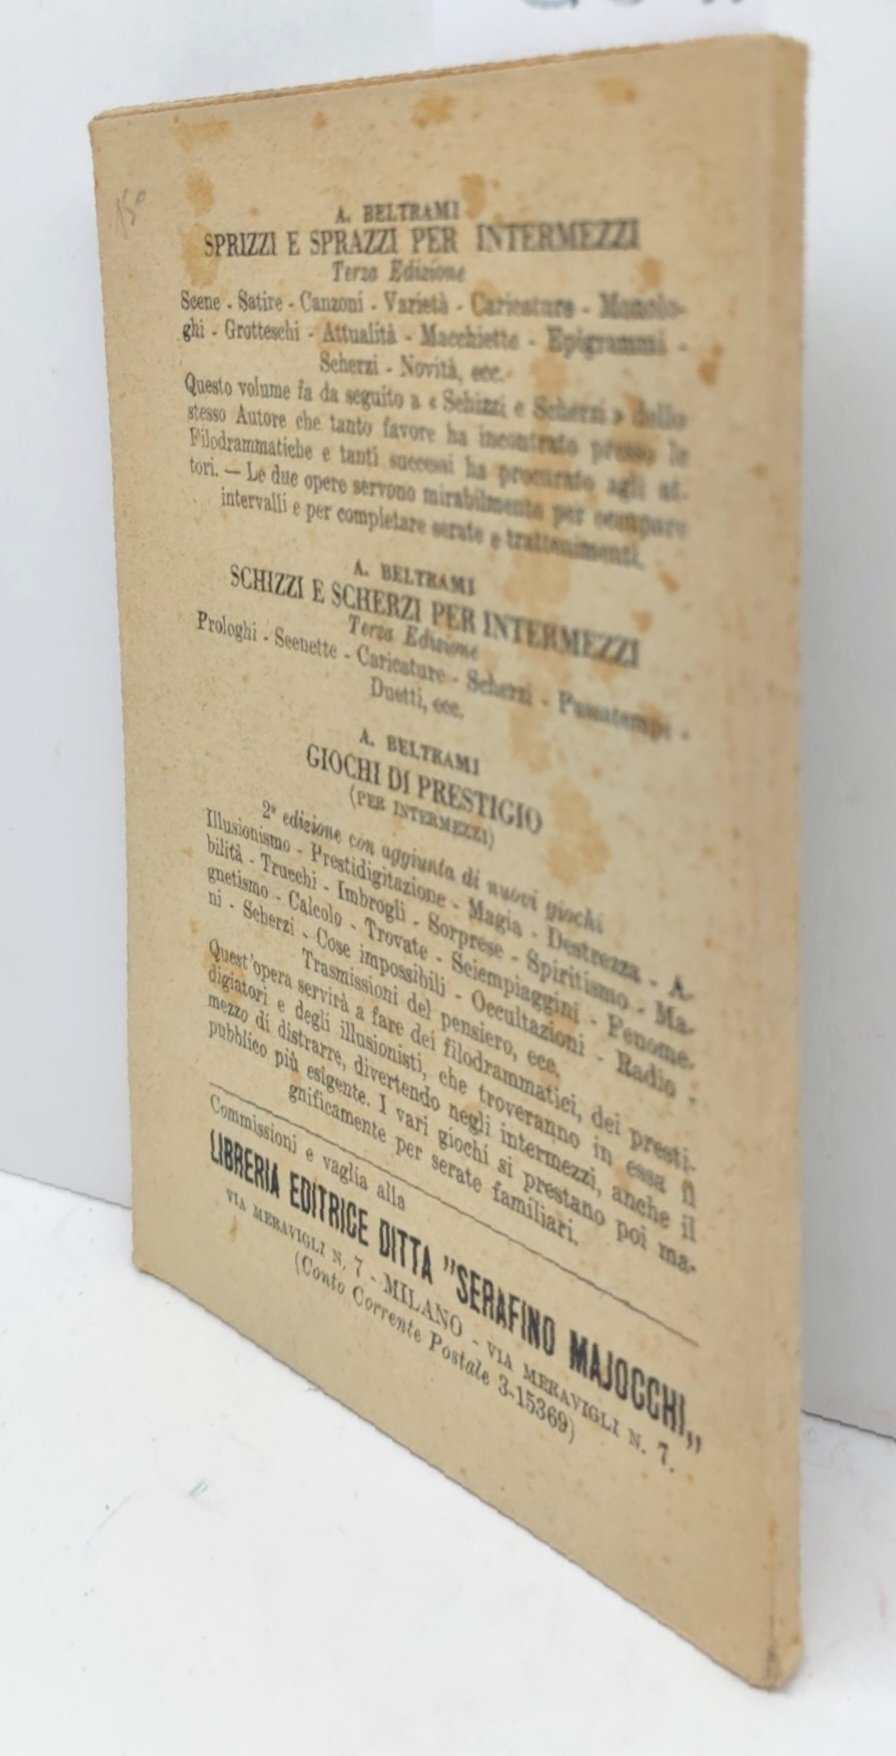 150
A. BELTRAMI
SPRIZZI E SPRAZZI PER INTERMEZZI
Terza Edizione
Scene - Satire - Canzoni - Varietà - Caricature - Monolo-
ghi - Grotteschi - Attualità - Macchiette - Epigrammi -
Scherzi - Novità, ecc.
Questo volume fa da seguito a « Schizzi e Scherzi » dello
stesso Autore che tanto favore ha incontrato presso le
Filodrammatiche e tanti successi ha procurato agli at-
tori. — Le due opere servono mirabilmente per occupare
intervalli e per completare serate e trattenimenti.
A. BELTRAMI
SCHIZZI E SCHERZI PER INTERMEZZI
Terza Edizione
Prologhi - Scenette - Caricature - Scherzi - Passatempi -
Duetti, ecc.
A. BELTRAMI
GIOCHI DI PRESTIGIO
(PER INTERMEZZI)
2ª edizione con aggiunta di nuovi giochi
Illusionismo - Prestidigitazione - Magia - Destrezza - A-
bilità - Trucchi - Imbrogli - Sorprese - Spiritismo - Ma-
gnetismo - Calcolo - Trovate - Sciempiaggini - Fenome-
ni - Scherzi - Cose impossibili - Occultazioni - Radio -
Trasmissioni del pensiero, ecc.
Quest'opera servirà a fare dei filodrammatici, dei presti-
digiatori e degli illusionisti, che troveranno in essa il
mezzo di distrarre, divertendo negli intermezzi, anche il
pubblico più esigente. I vari giochi si prestano poi ma-
gnificamente per serate familiari.
Commissioni e vaglia alla
LIBRERIA EDITRICE DITTA "SERAFINO MAJOCCHI„
VIA MERAVIGLI N. 7 - MILANO - VIA MERAVIGLI N. 7.
(Conto Corrente Postale 3-15369)